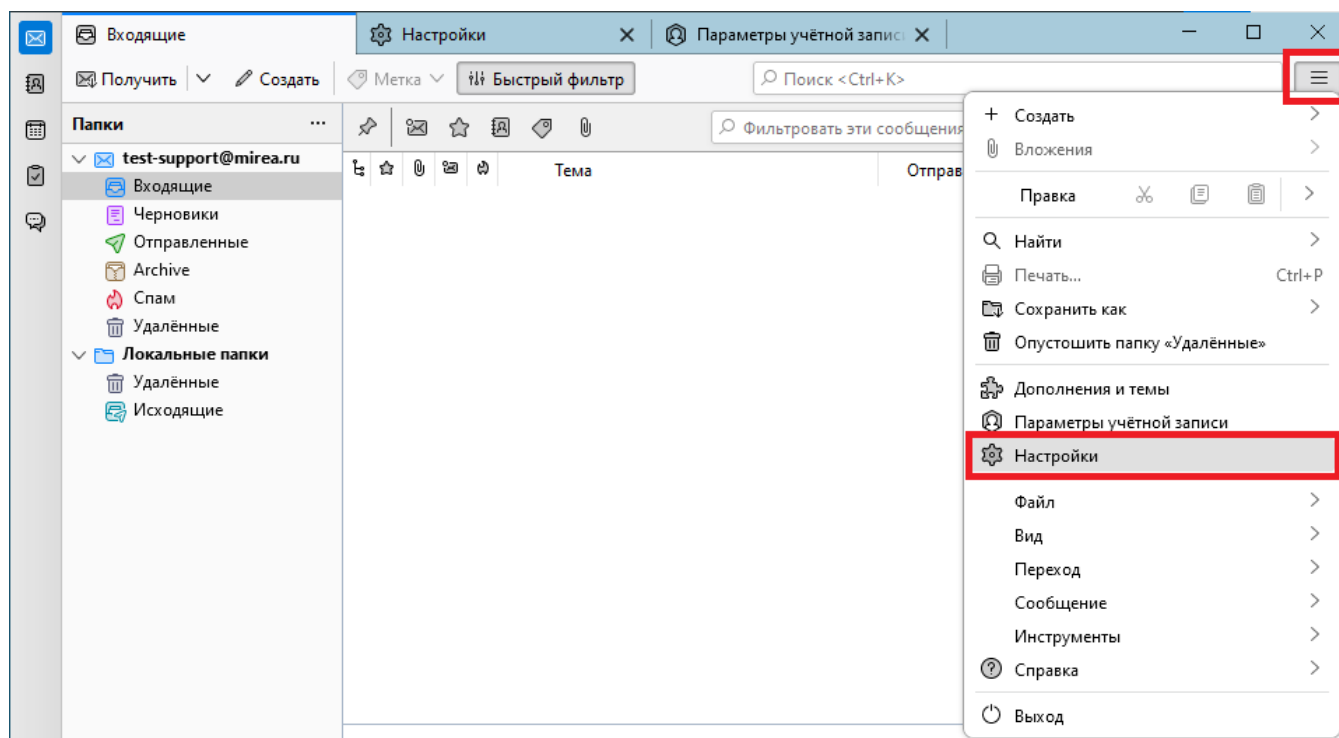 Входящие
Настройки
Параметры учётной запис
Получить
Создать
Метка
Быстрый фильтр
Поиск <Ctrl+K>
Папки
Фильтровать эти сообщения
test-support@mirea.ru
Тема
Отправ
Входящие
Черновики
Отправленные
Archive
Спам
Удалённые
Локальные папки
Удалённые
Исходящие
Создать
Вложения
Правка
Найти
Печать... Ctrl+P
Сохранить как
Опустошить папку «Удалённые»
Дополнения и темы
Параметры учётной записи
Настройки
Файл
Вид
Переход
Сообщение
Инструменты
Справка
Выход